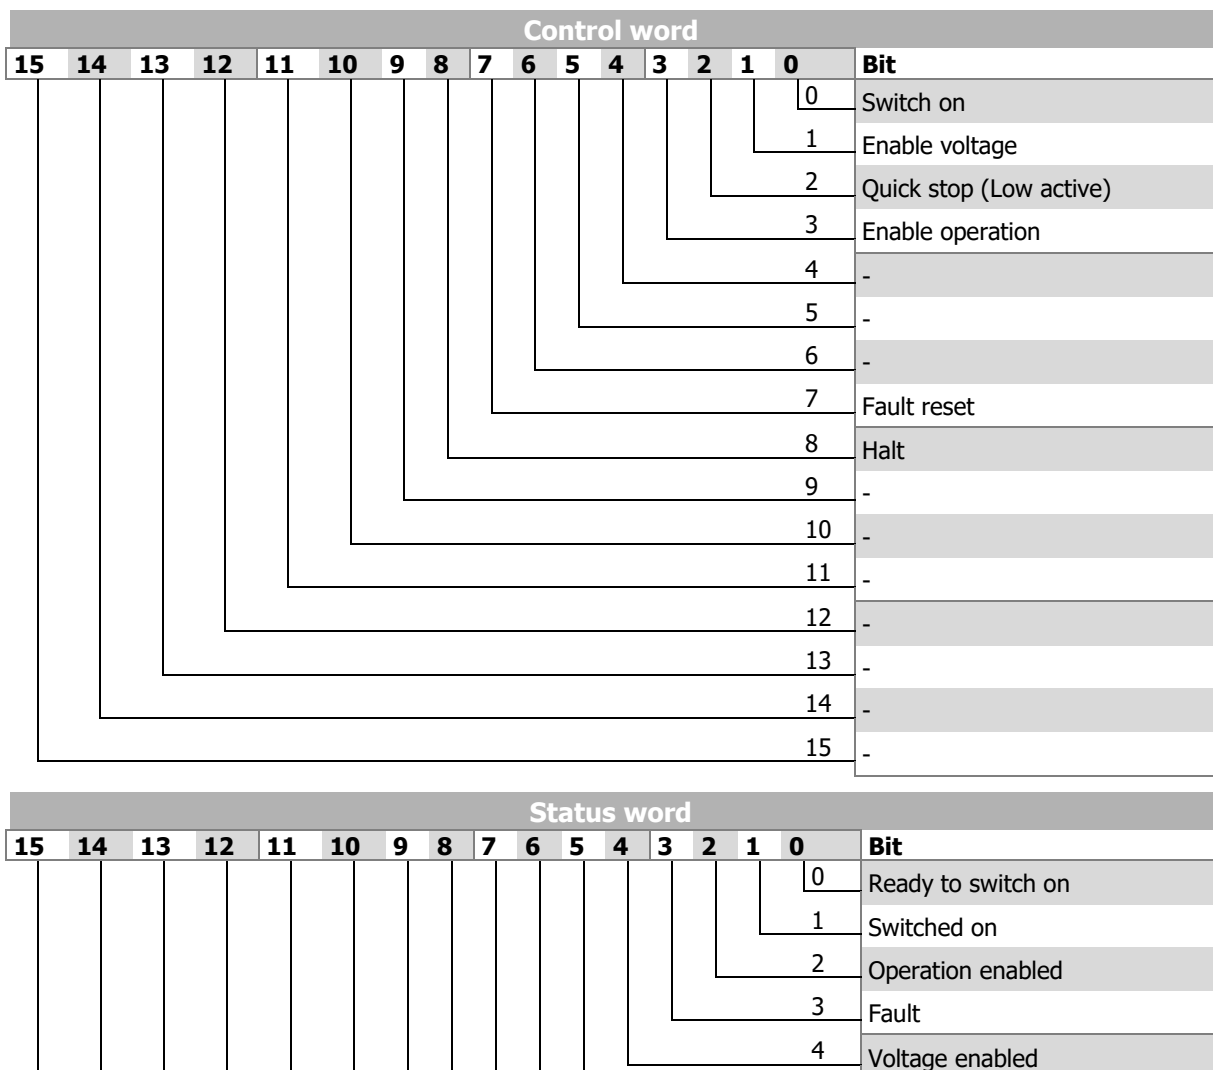 Control word
15 14 13 12 11 10 9 8 7 6 5 4 3 2 1 0 Bit
0 Switch on
1 Enable voltage
2 Quick stop (Low active)
3 Enable operation
4 -
5 -
6 -
7 Fault reset
8 Halt
9 -
10 -
11 -
12 -
13 -
14 -
15 -
Status word
15 14 13 12 11 10 9 8 7 6 5 4 3 2 1 0 Bit
0 Ready to switch on
1 Switched on
2 Operation enabled
3 Fault
4 Voltage enabled